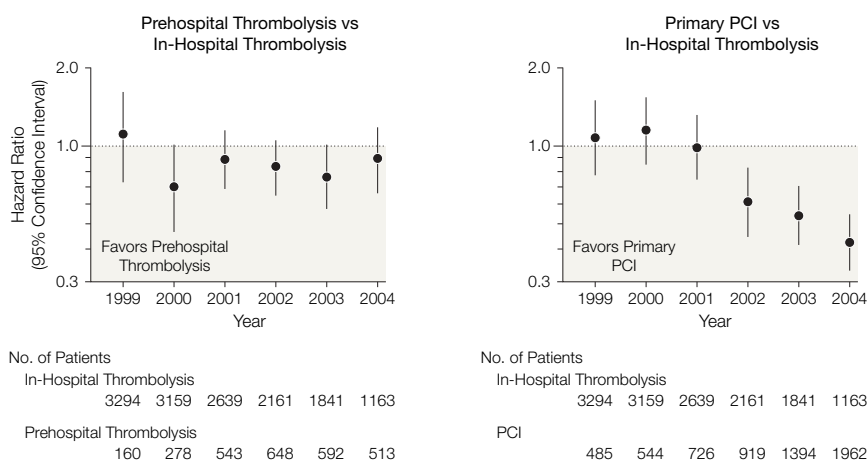 Prehospital Thrombolysis vs
In-Hospital Thrombolysis
Hazard Ratio
(95% Confidence Interval)
2.0
1.0
0.3
Favors Prehospital
Thrombolysis
1999 2000 2001 2002 2003 2004
Year
No. of Patients
In-Hospital Thrombolysis
3294 3159 2639 2161 1841 1163
Prehospital Thrombolysis
160 278 543 648 592 513
Primary PCI vs
In-Hospital Thrombolysis
2.0
1.0
0.3
Favors Primary
PCI
1999 2000 2001 2002 2003 2004
Year
No. of Patients
In-Hospital Thrombolysis
3294 3159 2639 2161 1841 1163
PCI
485 544 726 919 1394 1962